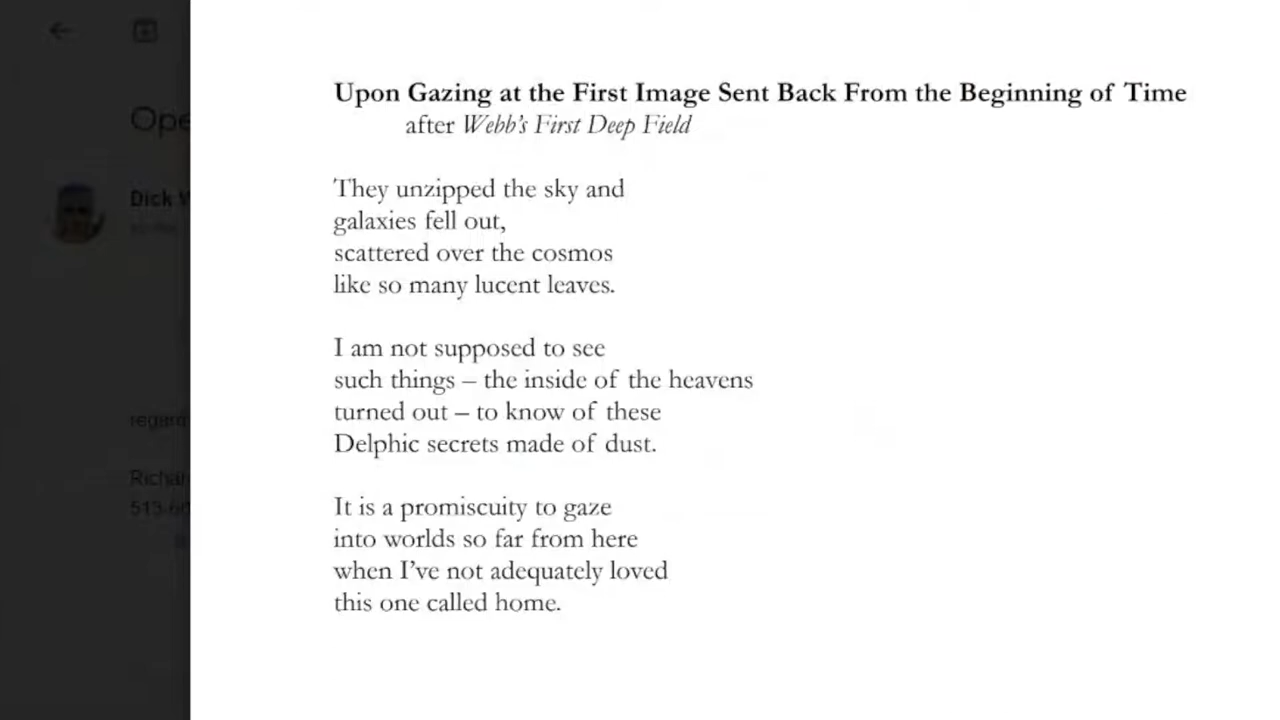 Upon Gazing at the First Image Sent Back From the Beginning of Time
after Webb's First Deep Field
They unzipped the sky and
galaxies fell out,
scattered over the cosmos
like so many lucent leaves.
I am not supposed to see
such things – the inside of the heavens
turned out – to know of these
Delphic secrets made of dust.
It is a promiscuity to gaze
into worlds so far from here
when I've not adequately loved
this one called home.
Dick